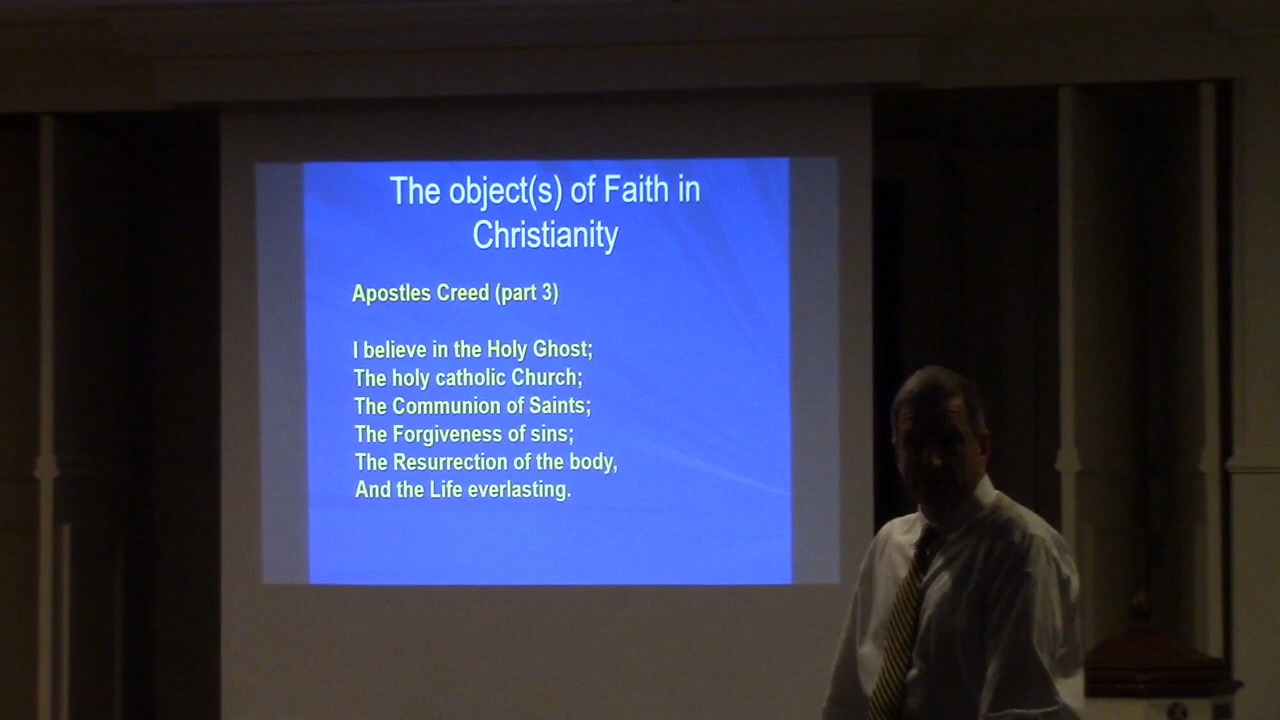 The object(s) of Faith in
Christianity
Apostles Creed (part 3)
I believe in the Holy Ghost;
The holy catholic Church;
The Communion of Saints;
The Forgiveness of sins;
The Resurrection of the body,
And the Life everlasting.